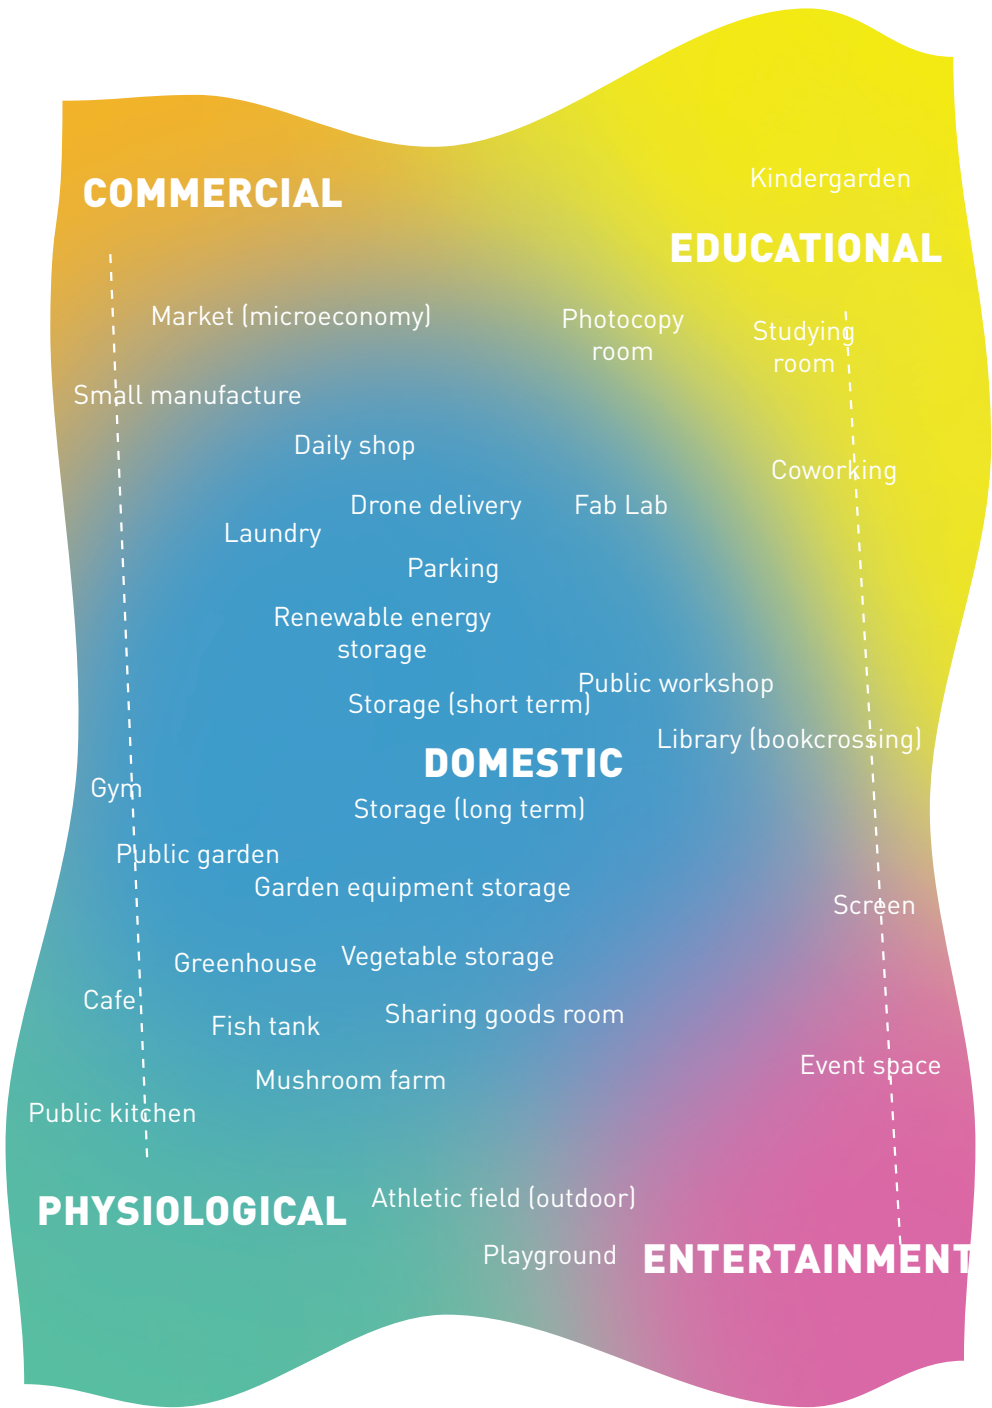 Kindergarden
COMMERCIAL
EDUCATIONAL
Market (microeconomy)
Photocopy
room
Studying
room
Small manufacture
Daily shop
Coworking
Drone delivery
Fab Lab
Laundry
Parking
Renewable energy
storage
Public workshop
Storage (short term)
Library (bookcrossing)
DOMESTIC
Gym
Storage (long term)
Public garden
Garden equipment storage
Screen
Greenhouse
Vegetable storage
Cafe
Sharing goods room
Fish tank
Event space
Mushroom farm
Public kitchen
PHYSIOLOGICAL
Athletic field (outdoor)
Playground
ENTERTAINMENT